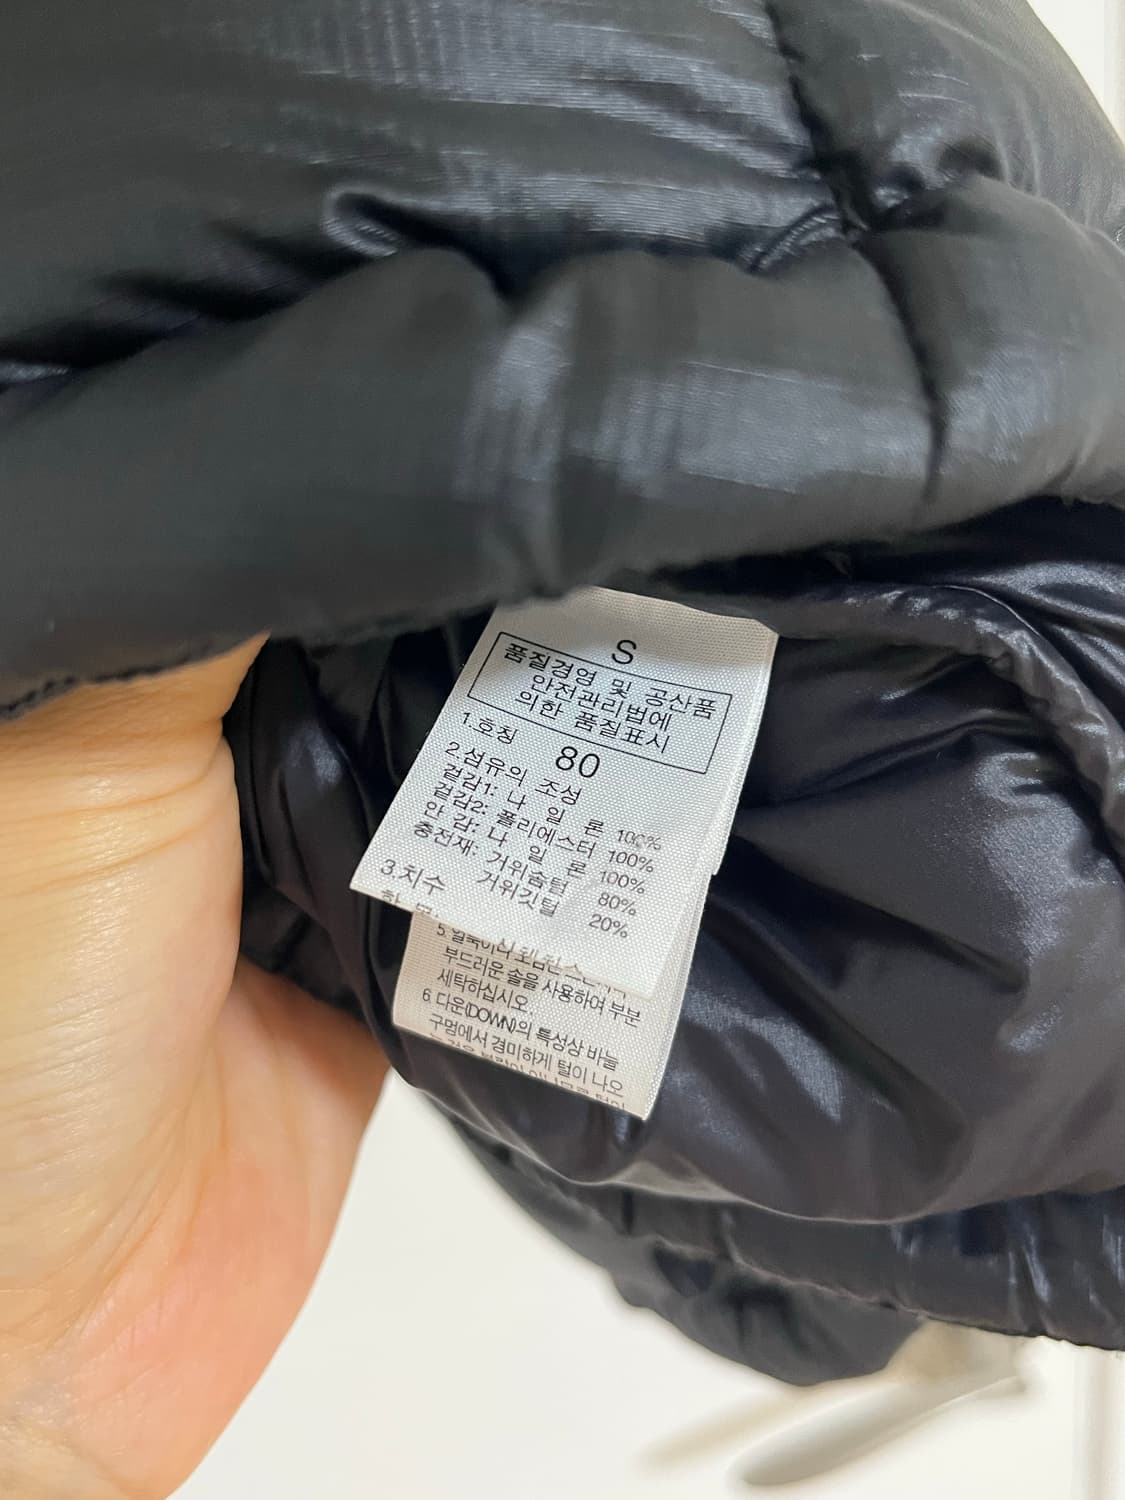 S
품질경영 및 공산품
안전관리법에
의한 품질표시
1.호칭 80
2.섬유의 조성
겉감1: 나 일 론 100%
겉감2: 폴리에스터 100%
안 감: 나 일 론 100%
충전재: 거위솜털 80%
거위깃털 20%
3.치수
5.
부드러운 솔을 사용하여 부분
세탁하십시오.
6.다운(DOWN)의 특성상 바늘
구멍에서 경미하게 털이 나오